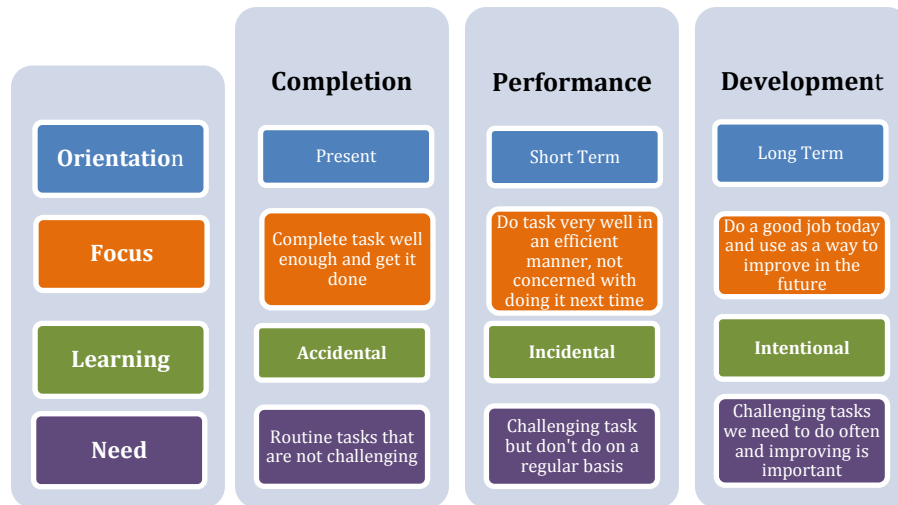 Completion
Performance
Development
Orientation
Present
Short Term
Long Term
Focus
Complete task well
enough and get it
done
Do task very well in
an efficient
manner, not
concerned with
doing it next time
Do a good job today
and use as a way to
improve in the
future
Learning
Accidental
Incidental
Intentional
Need
Routine tasks that
are not challenging
Challenging task
but don't do on a
regular basis
Challenging tasks
we need to do often
and improving is
important